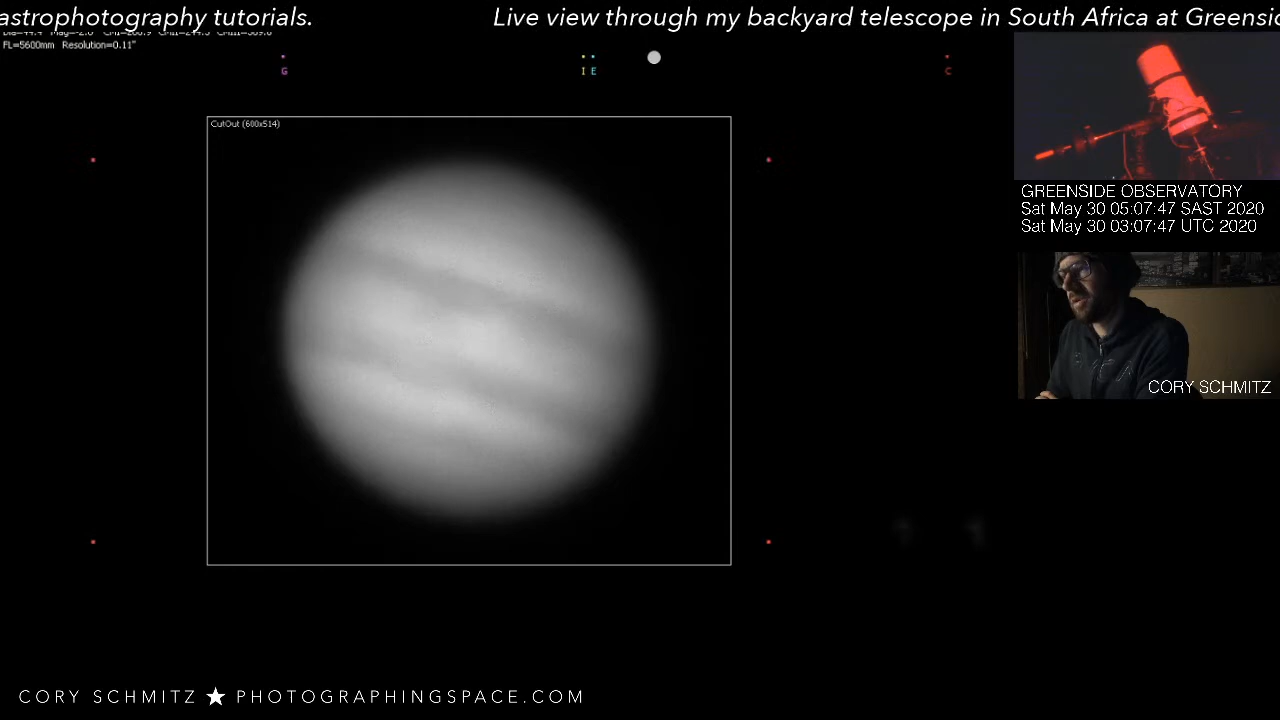 astrophotography tutorials. Live view through my backyard telescope in South Africa at Greensid
FL=5600mm Resolution=0.11"
G I E C
CutOut (600x514)
GREENSIDE OBSERVATORY
Sat May 30 05:07:47 SAST 2020
Sat May 30 03:07:47 UTC 2020
CORY SCHMITZ
CORY SCHMITZ ★ PHOTOGRAPHINGSPACE.COM